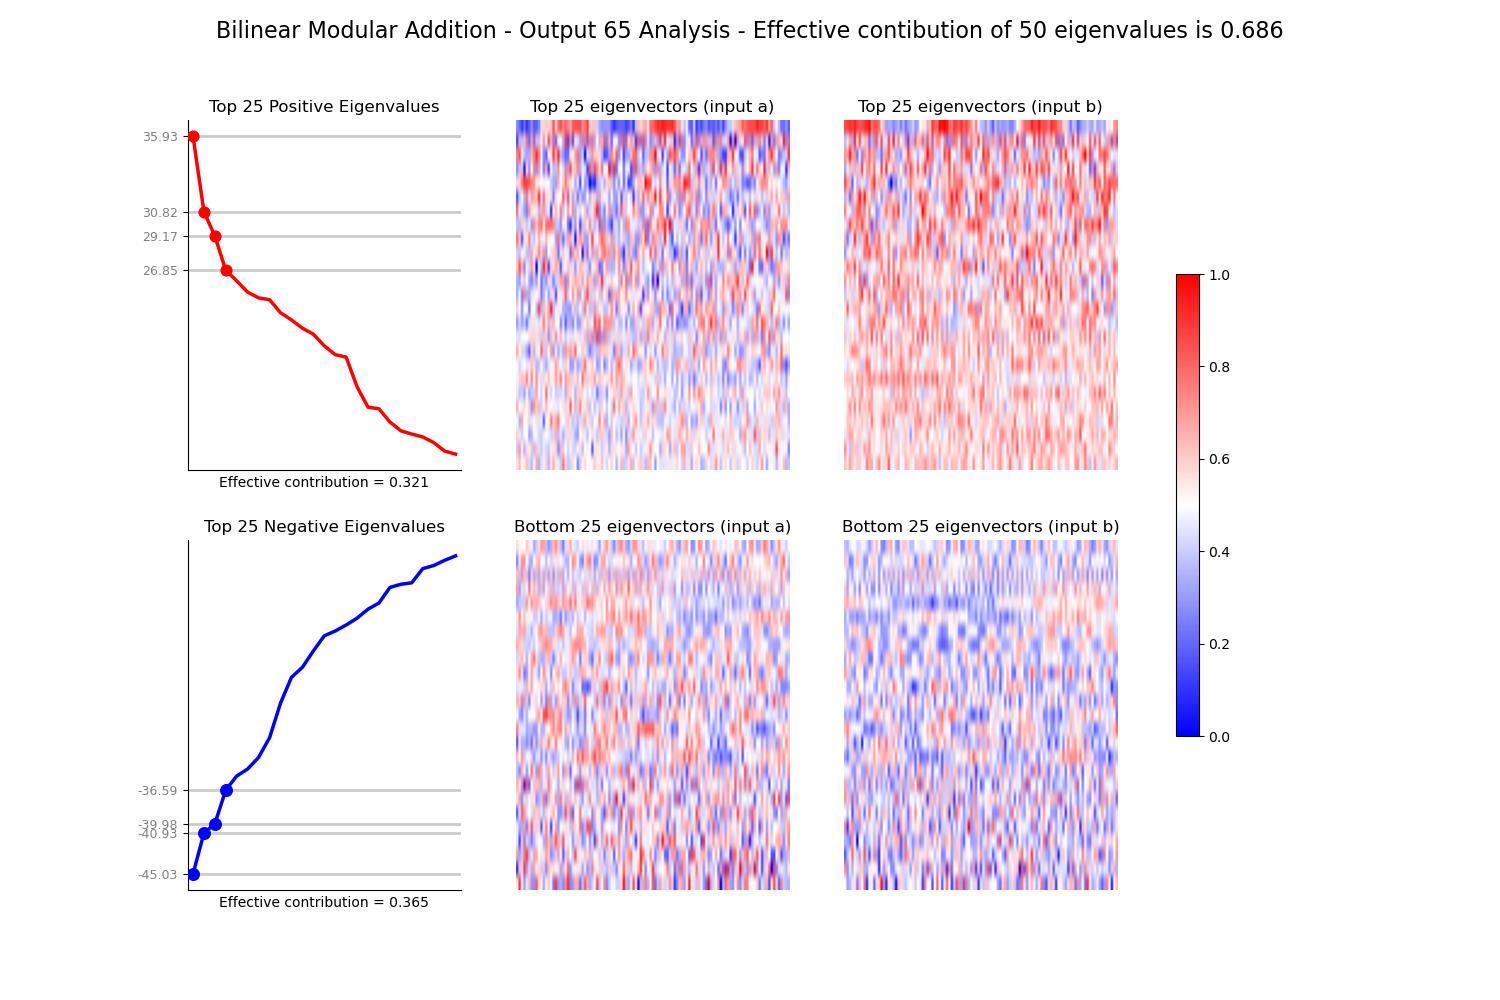 Bilinear Modular Addition - Output 65 Analysis - Effective contibution of 50 eigenvalues is 0.686
Top 25 Positive Eigenvalues
Top 25 eigenvectors (input a)
Top 25 eigenvectors (input b)
35.93
30.82
29.17
26.85
Effective contribution = 0.321
Top 25 Negative Eigenvalues
Bottom 25 eigenvectors (input a)
Bottom 25 eigenvectors (input b)
-36.59
-39.98
-40.93
-45.03
Effective contribution = 0.365
1.0
0.8
0.6
0.4
0.2
0.0